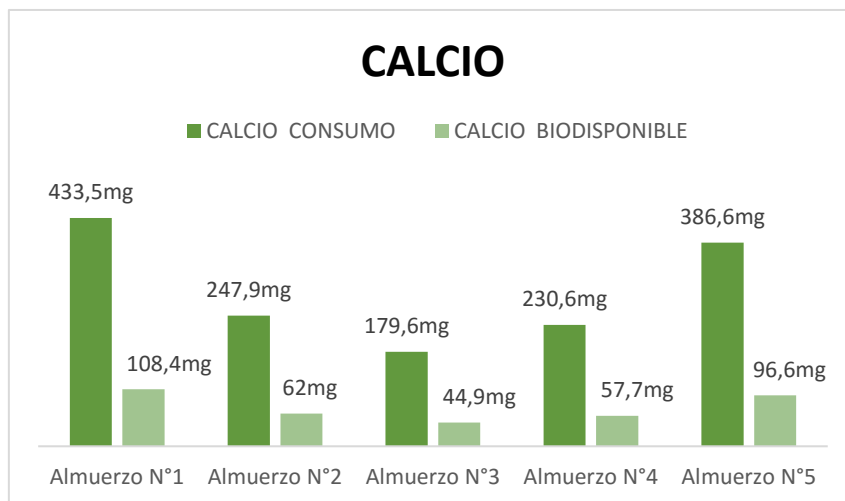 CALCIO
CALCIO CONSUMO CALCIO BIODISPONIBLE
433,5mg
108,4mg
247,9mg
62mg
179,6mg
44,9mg
230,6mg
57,7mg
386,6mg
96,6mg
Almuerzo N°1 Almuerzo N°2 Almuerzo N°3 Almuerzo N°4 Almuerzo N°5